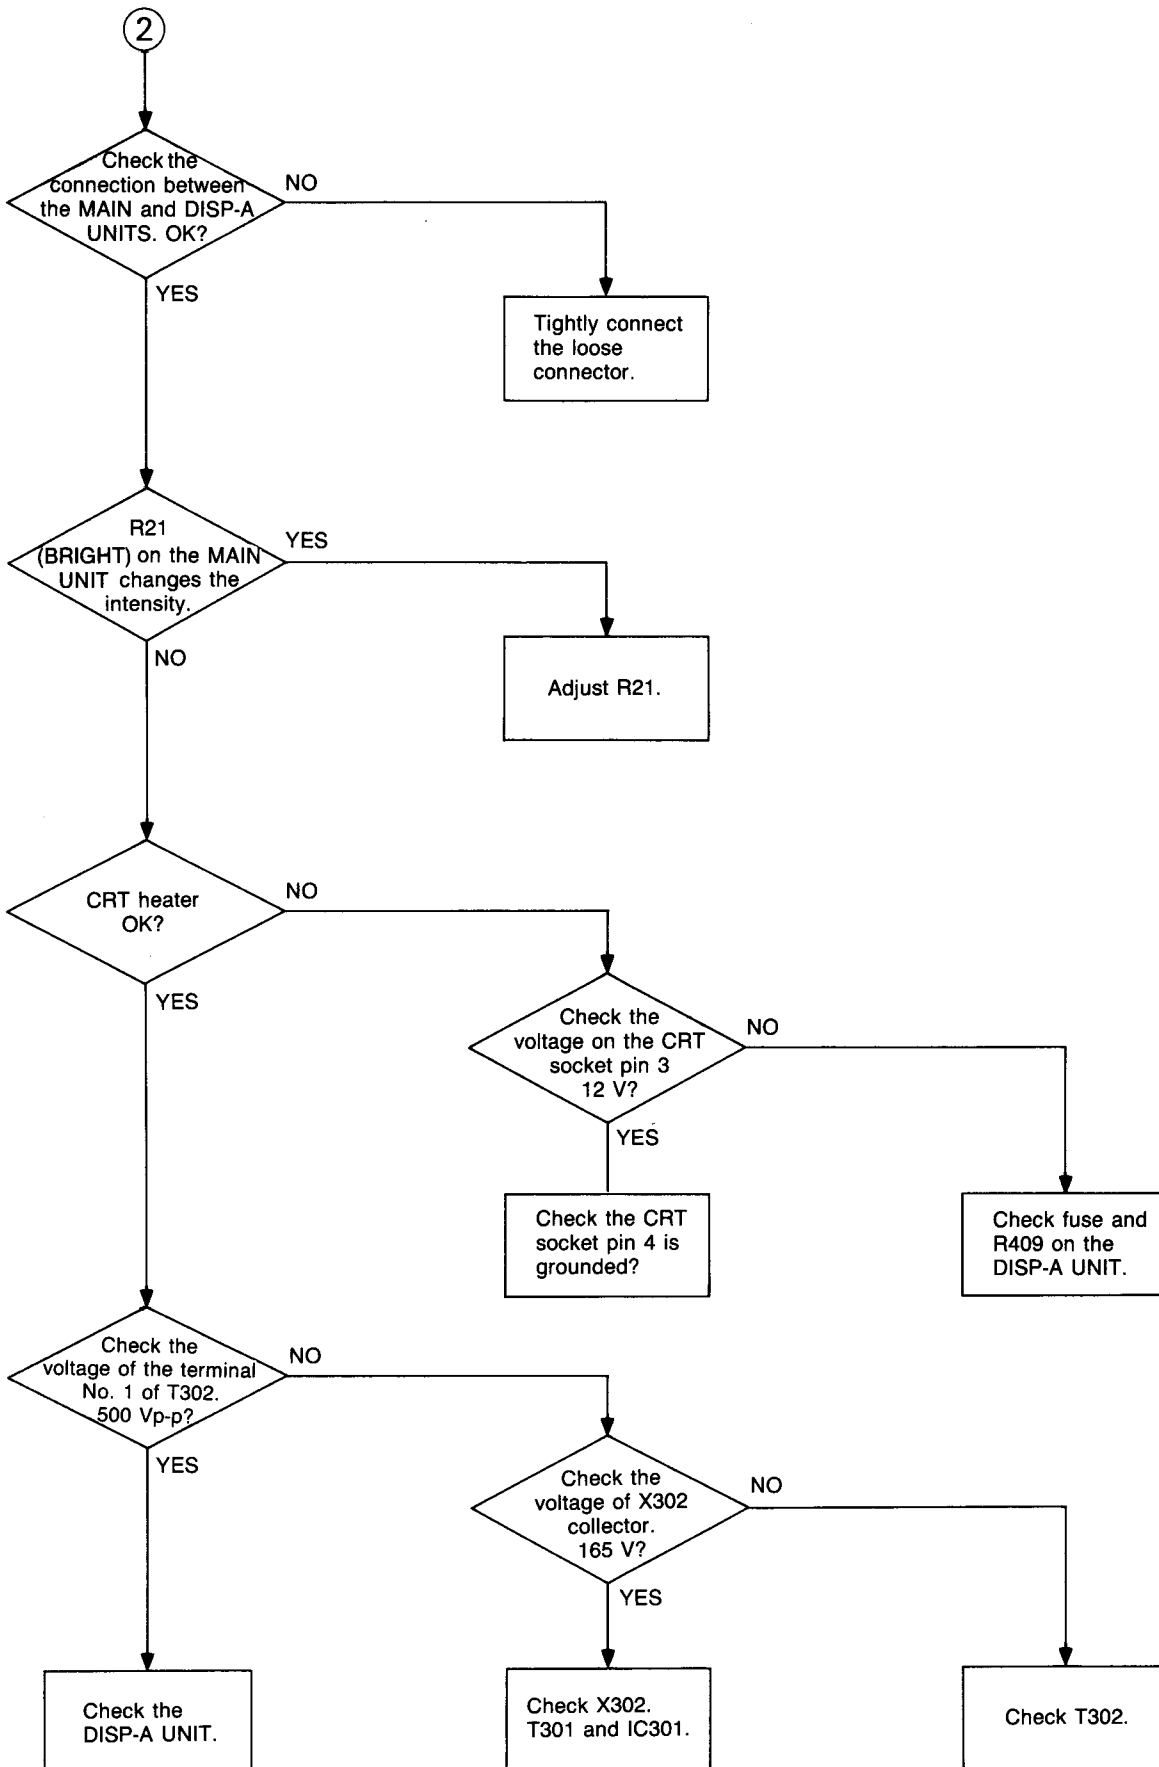 2
Check the
connection between
the MAIN and DISP-A
UNITS. OK?
NO
YES
Tightly connect
the loose
connector.
R21
(BRIGHT) on the MAIN
UNIT changes the
intensity.
YES
NO
Adjust R21.
CRT heater
OK?
NO
YES
Check the
voltage on the CRT
socket pin 3
12 V?
NO
YES
Check the CRT
socket pin 4 is
grounded?
Check fuse and
R409 on the
DISP-A UNIT.
Check the
voltage of the terminal
No. 1 of T302.
500 Vp-p?
NO
YES
Check the
voltage of X302
collector.
165 V?
NO
YES
Check the
DISP-A UNIT.
Check X302.
T301 and IC301.
Check T302.